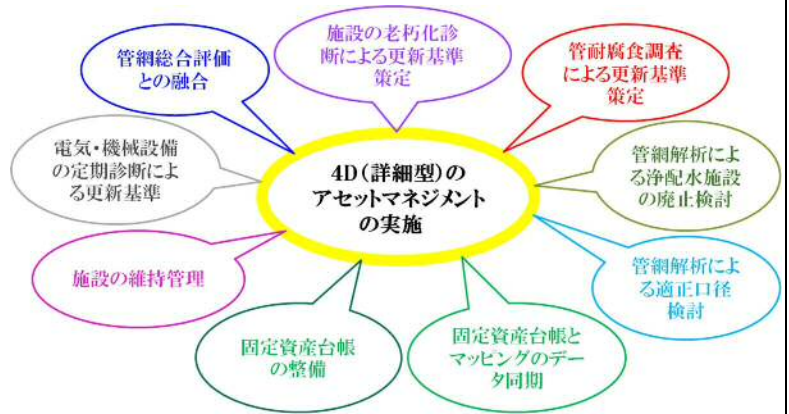 施設の老朽化診
断による更新基準
策定
管網総合評価
との融合
管耐腐食調査
による更新基準
策定
電気・機械設備
の定期診断によ
る更新基準
4D(詳細型)の
アセットマネジメント
の実施
管網解析によ
る浄配水施設
の廃止検討
施設の維持管理
管網解析によ
る適正口径
検討
固定資産台帳
の整備
固定資産台帳と
マッピングのデー
タ同期